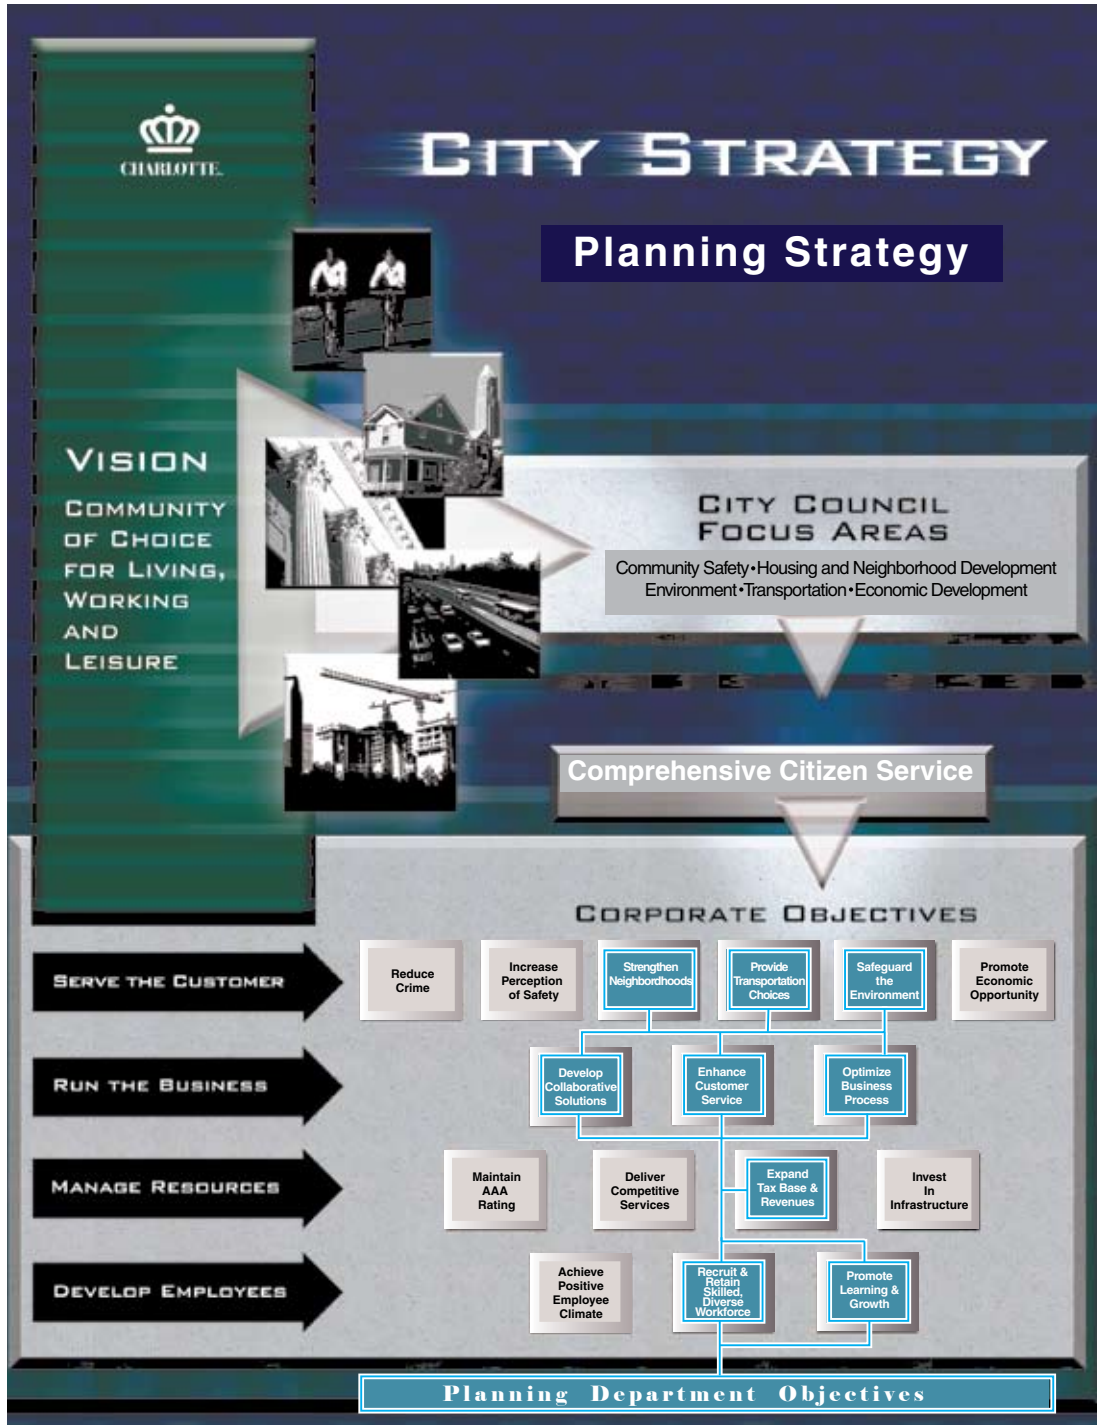 CHARLOTTE.
CITY STRATEGY
Planning Strategy
VISION
COMMUNITY
OF CHOICE
FOR LIVING,
WORKING
AND
LEISURE
CITY COUNCIL
FOCUS AREAS
Community Safety•Housing and Neighborhood Development
Environment•Transportation•Economic Development
Comprehensive Citizen Service
CORPORATE OBJECTIVES
SERVE THE CUSTOMER
Reduce
Crime
Increase
Perception
of Safety
Strengthen
Neighbordhoods
Provide
Transportation
Choices
Safeguard
the
Environment
Promote
Economic
Opportunity
RUN THE BUSINESS
Develop
Collaborative
Solutions
Enhance
Customer
Service
Optimize
Business
Process
MANAGE RESOURCES
Maintain
AAA
Rating
Deliver
Competitive
Services
Expand
Tax Base &
Revenues
Invest
In
Infrastructure
DEVELOP EMPLOYEES
Achieve
Positive
Employee
Climate
Recruit &
Retain
Skilled,
Diverse
Workforce
Promote
Learning &
Growth
Planning Department Objectives